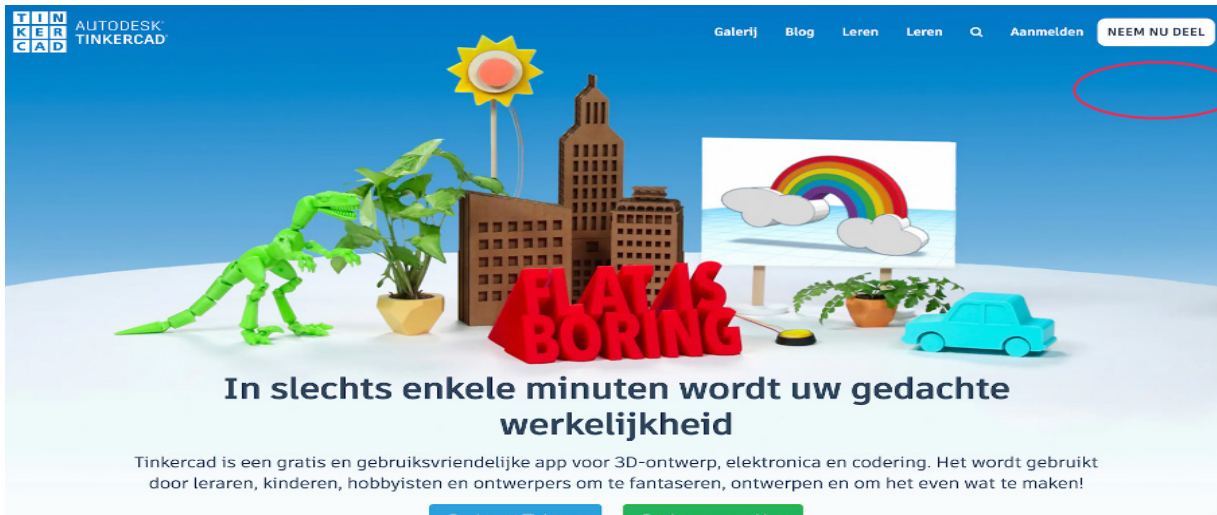 TIN
KER
CAD
AUTODESK®
TINKERCAD®
Galerij Blog Leren Leren Aanmelden NEEM NU DEEL
FLAT IS
BORING
In slechts enkele minuten wordt uw gedachte
werkelijkheid
Tinkercad is een gratis en gebruiksvriendelijke app voor 3D-ontwerp, elektronica en codering. Het wordt gebruikt
door leraren, kinderen, hobbyisten en ontwerpers om te fantaseren, ontwerpen en om het even wat te maken!